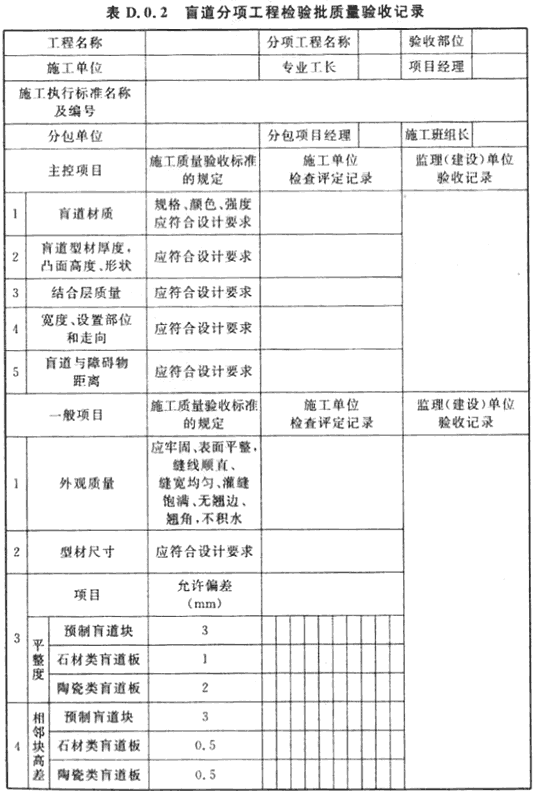 表 D.0.2 盲道分项工程检验批质量验收记录
工程名称 分项工程名称 验收部位
施工单位 专业工长 项目经理
施工执行标准名称
及编号
分包单位 分包项目经理 施工班组长
主控项目 施工质量验收标准 施工单位 监理(建设)单位
的规定 检查评定记录 验收记录
1 盲道材质 规格、颜色、强度
应符合设计要求
2 盲道型材厚度, 应符合设计要求
凸面高度、形状
3 结合层质量 应符合设计要求
4 宽度、设置部位 应符合设计要求
和走向
5 盲道与障碍物 应符合设计要求
距离
一般项目 施工质量验收标准 施工单位 监理(建设)单位
的规定 检查评定记录 验收记录
1 外观质量 应牢固、表面平整,
缝线顺直、
缝宽均匀、灌缝
饱满、无翘边、
翘角,不积水
2 型材尺寸 应符合设计要求
3 项目 允许偏差
(mm)
平整度 预制盲道块 3
石材类盲道板 1
陶瓷类盲道板 2
4 相邻块高差 预制盲道块 3
石材类盲道板 0.5
陶瓷类盲道板 0.5